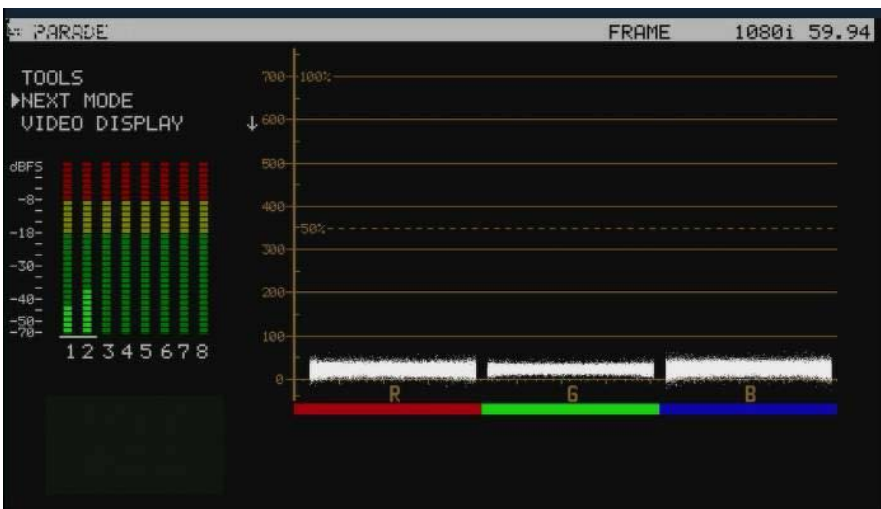 PARADE FRAME 1080i 59.94
TOOLS
▶NEXT MODE
VIDEO DISPLAY ↓
dBFS
-8-
-18-
-30-
-40-
-50-
-70-
1 2 3 4 5 6 7 8
700 100%
600
500
400
50%
300
200
100
0
R G B